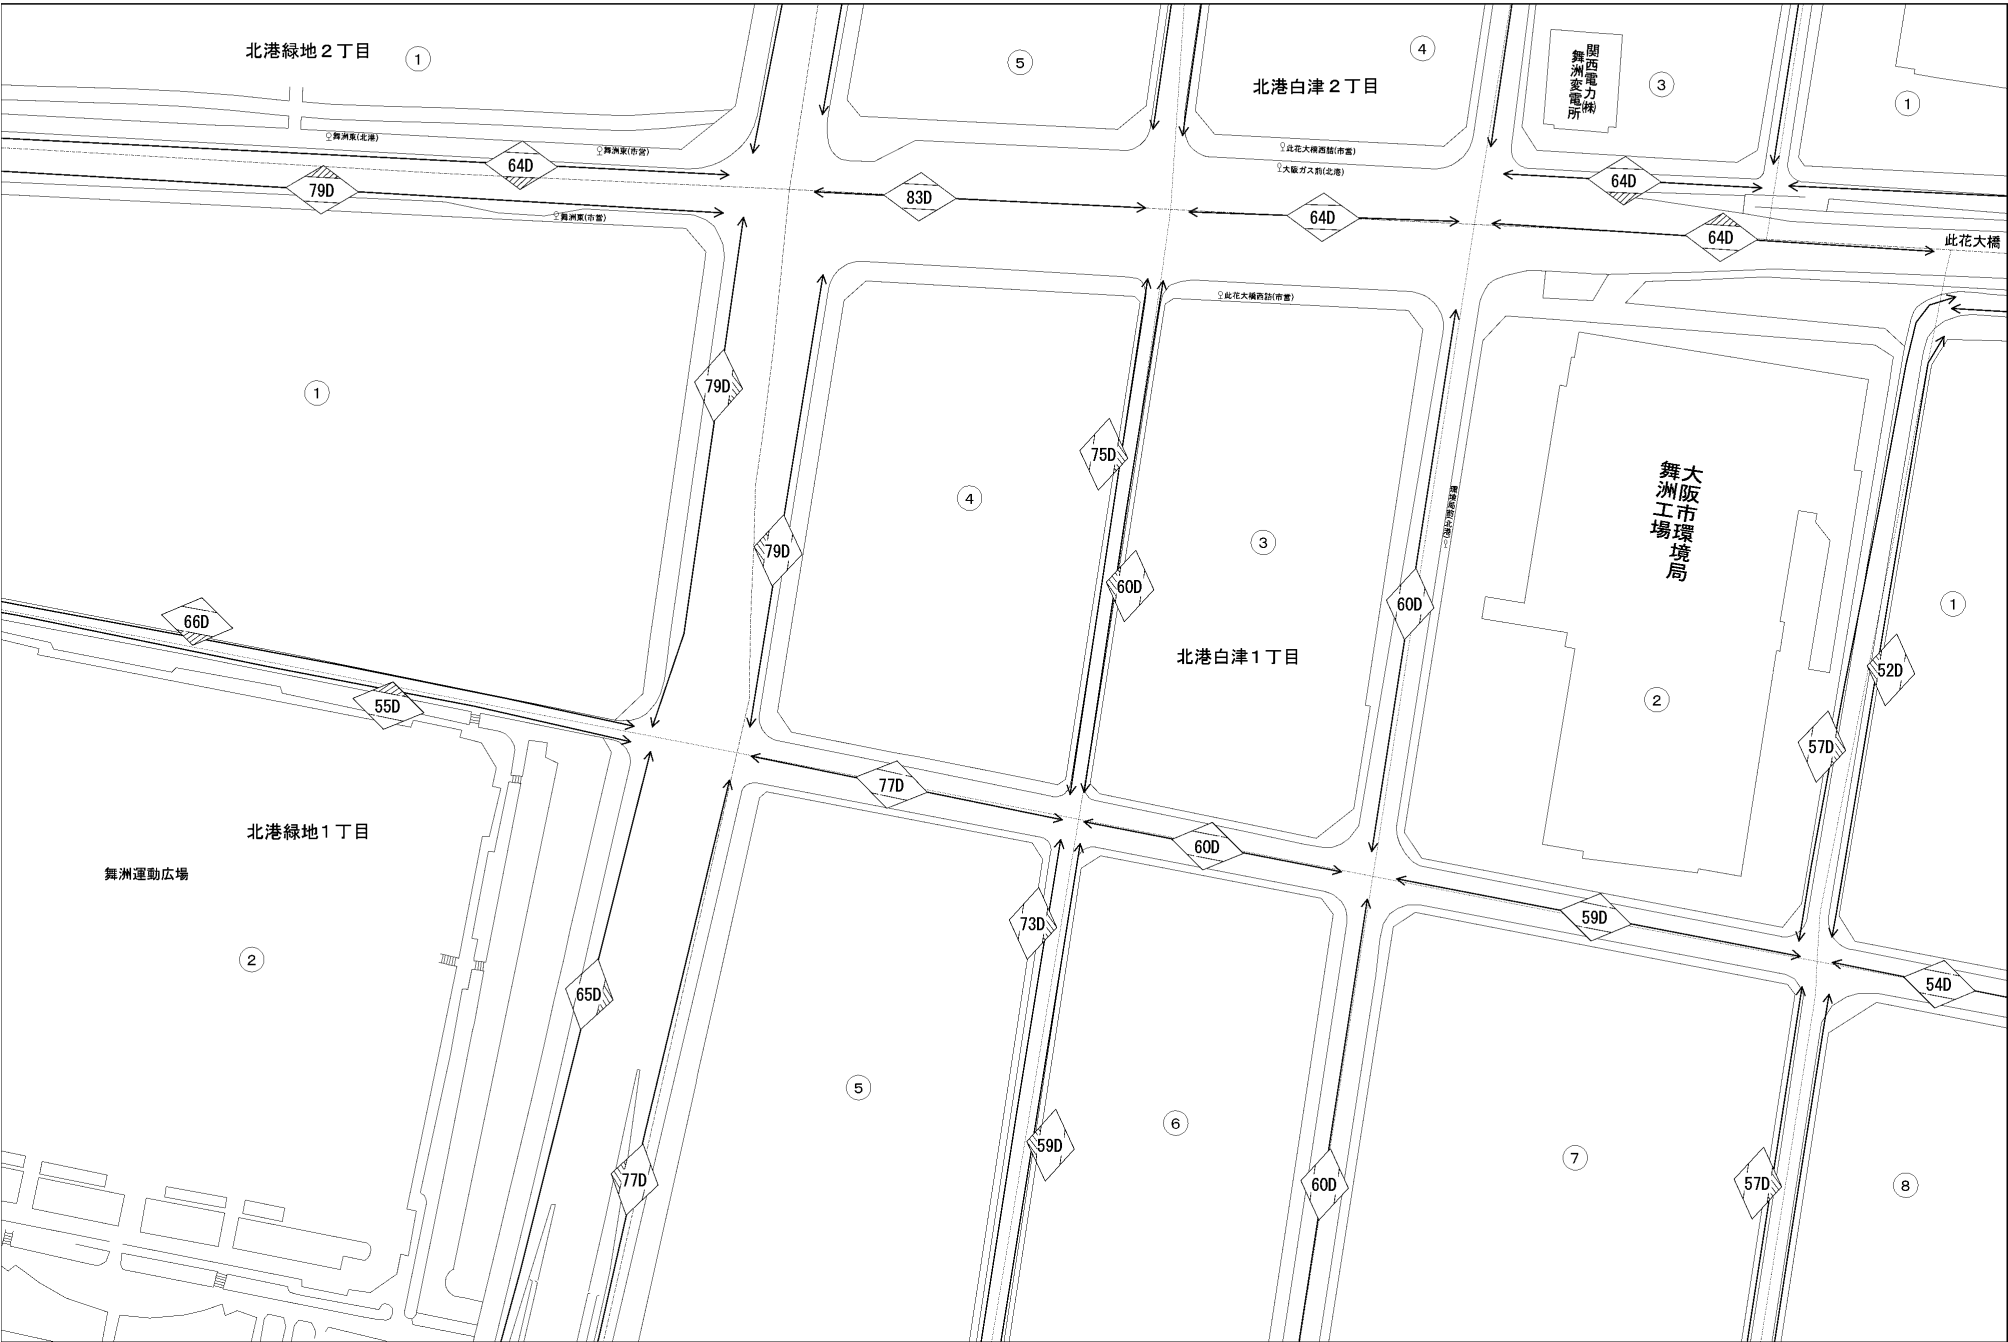 北港緑地2丁目
①
⑤
④
北港白津2丁目
関西電力㈱
舞洲変電所
③
①
舞洲東(北港)
舞洲東(市営)
此花大橋西詰(市営)
大阪ガス前(北港)
64D
79D
舞洲東(市営)
83D
64D
64D
64D
此花大橋
此花大橋西詰(市営)
①
79D
75D
④
79D
60D
③
60D
大阪市環境局
舞洲工場
①
66D
55D
北港白津1丁目
52D
②
57D
77D
60D
59D
54D
北港緑地1丁目
舞洲運動広場
②
73D
65D
⑤
59D
⑥
77D
60D
⑦
57D
⑧